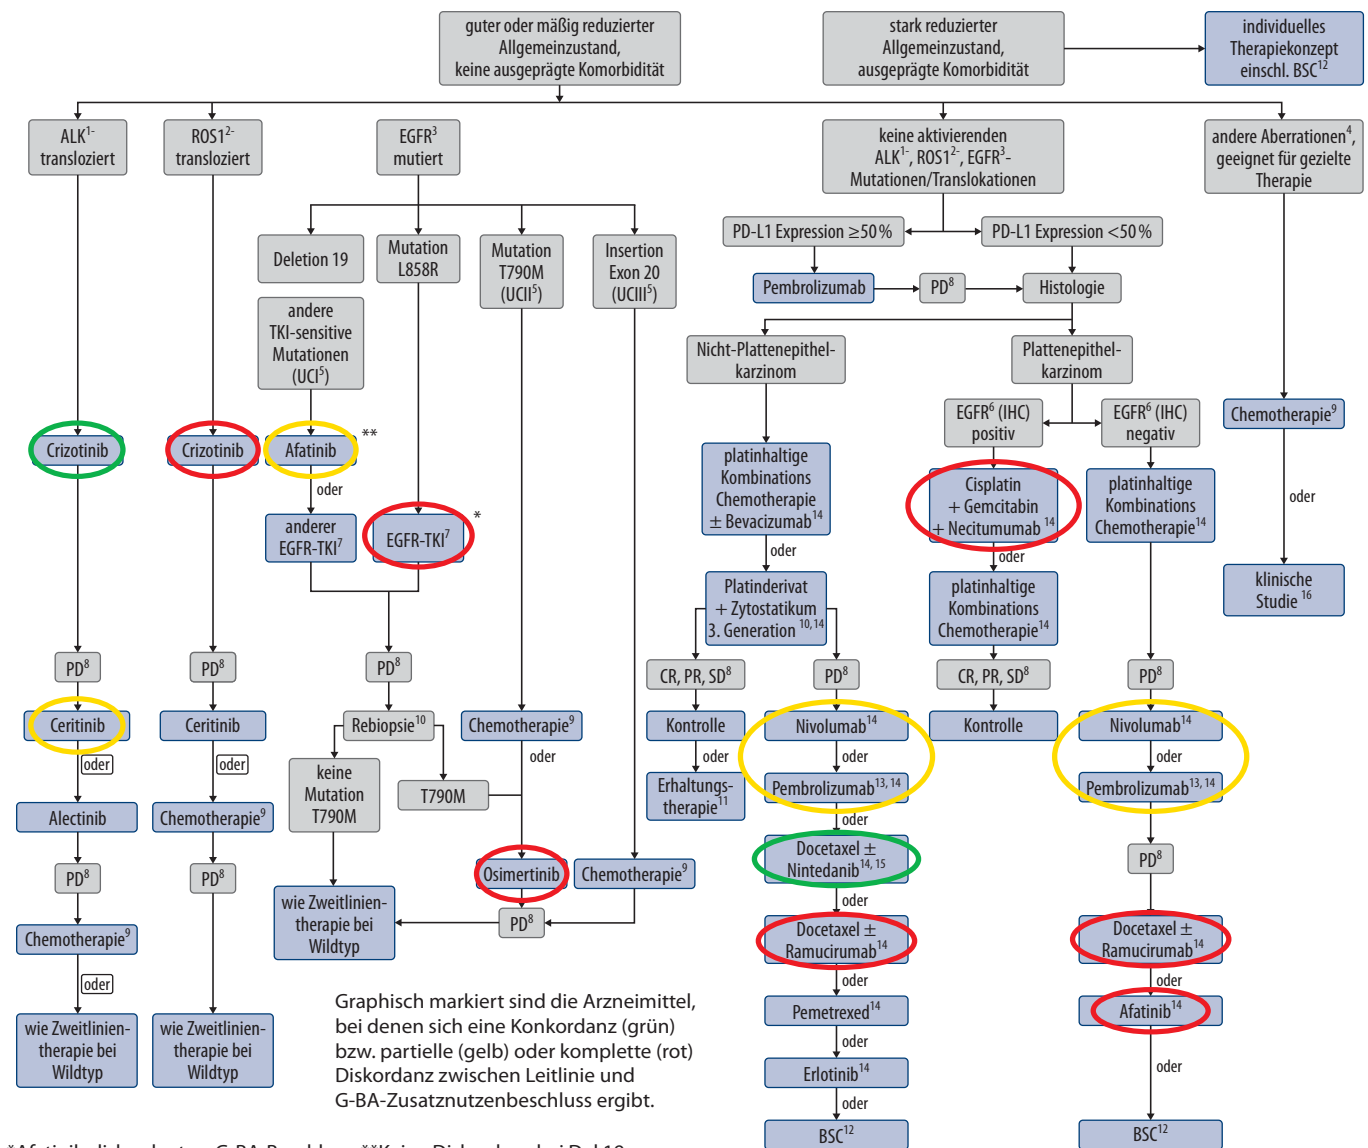 guter oder mäßig reduzierter
Allgemeinzustand,
keine ausgeprägte Komorbidität
stark reduzierter
Allgemeinzustand,
ausgeprägte Komorbidität
individuelles
Therapiekonzept
einschl. BSC12
ALK1-
transloziert
ROS12-
transloziert
EGFR3
mutiert
keine aktivierenden
ALK1-, ROS12-, EGFR3-
Mutationen/Translokationen
andere Aberrationen4,
geeignet für gezielte
Therapie
Deletion 19
Mutation
L858R
Mutation
T790M
(UCII5)
Insertion
Exon 20
(UCIII5)
PD-L1 Expression ≥50 %
PD-L1 Expression <50 %
Pembrolizumab
PD8
Histologie
andere
TKI-sensitive
Mutationen
(UCI5)
Nicht-Plattenepithel-
karzinom
Plattenepithel-
karzinom
EGFR6 (IHC)
positiv
EGFR6 (IHC)
negativ
Chemotherapie9
oder
klinische
Studie 16
Crizotinib
Crizotinib
Afatinib
**
oder
anderer
EGFR-TKI7
EGFR-TKI7
*
platinhaltige
Kombinations
Chemotherapie
± Bevacizumab14
oder
Platinderivat
+ Zytostatikum
3. Generation 10, 14
Cisplatin
+ Gemcitabin
+ Necitumumab 14
oder
platinhaltige
Kombinations
Chemotherapie14
platinhaltige
Kombinations
Chemotherapie14
PD8
PD8
PD8
CR, PR, SD8
PD8
CR, PR, SD8
PD8
Ceritinib
oder
Alectinib
PD8
Chemotherapie9
oder
wie Zweitlinien-
therapie bei
Wildtyp
Ceritinib
oder
Chemotherapie9
PD8
wie Zweitlinien-
therapie bei
Wildtyp
Rebiopsie10
keine
Mutation
T790M
T790M
Chemotherapie9
oder
Osimertinib
Chemotherapie9
PD8
wie Zweitlinien-
therapie bei
Wildtyp
Kontrolle
oder
Erhaltungs-
therapie11
Nivolumab14
oder
Pembrolizumab13, 14
oder
Docetaxel ±
Nintedanib14, 15
oder
Docetaxel ±
Ramucirumab14
oder
Pemetrexed14
oder
Erlotinib14
oder
BSC12
Kontrolle
Nivolumab14
oder
Pembrolizumab13, 14
PD8
Docetaxel ±
Ramucirumab14
oder
Afatinib14
oder
BSC12
Graphisch markiert sind die Arzneimittel,
bei denen sich eine Konkordanz (grün)
bzw. partielle (gelb) oder komplette (rot)
Diskordanz zwischen Leitlinie und
G-BA-Zusatznutzenbeschluss ergibt.